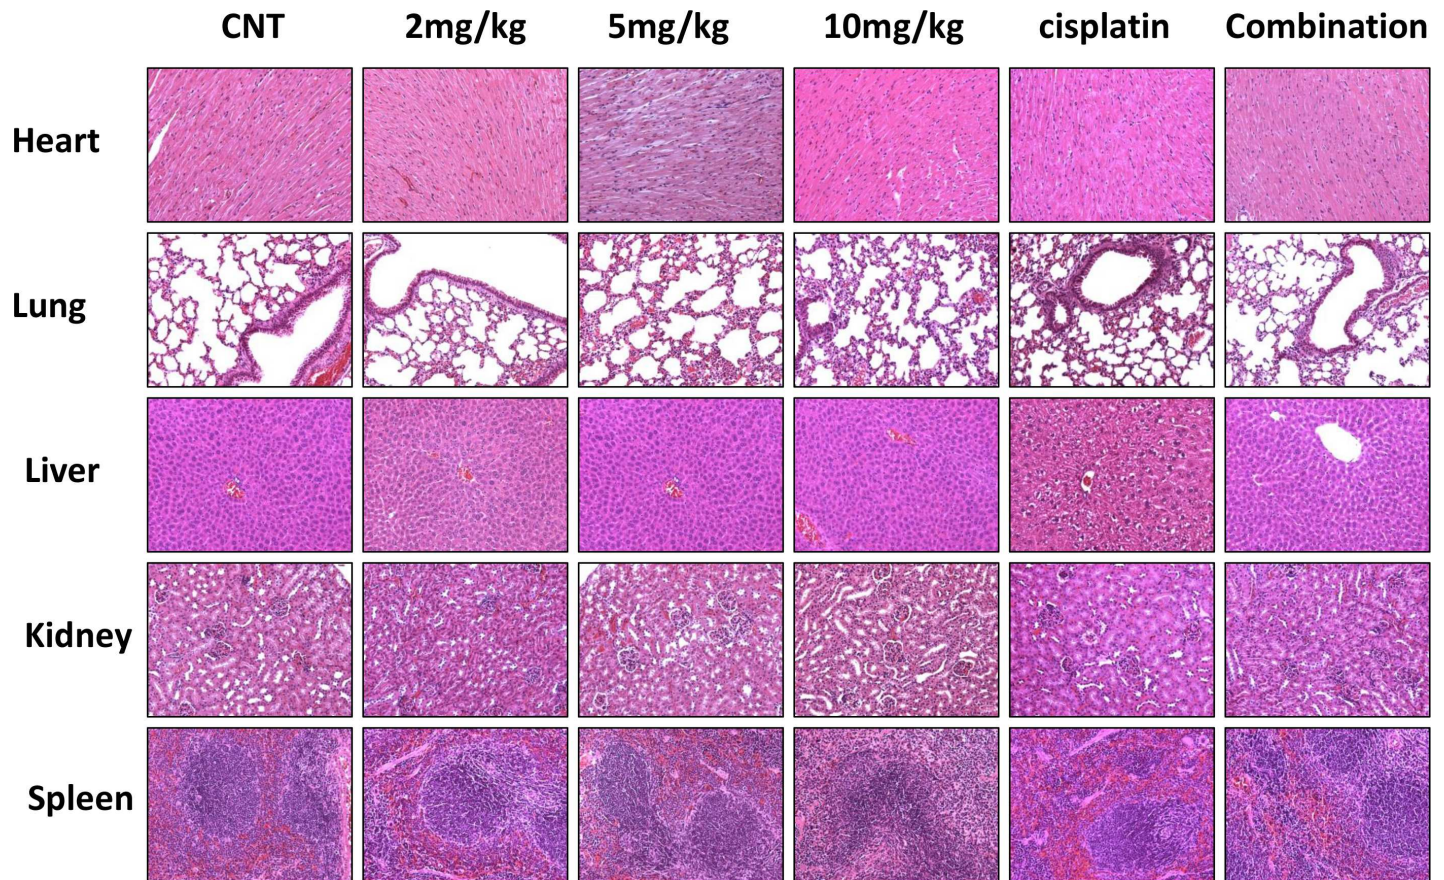 CNT 2mg/kg 5mg/kg 10mg/kg cisplatin Combination
Heart
Lung
Liver
Kidney
Spleen